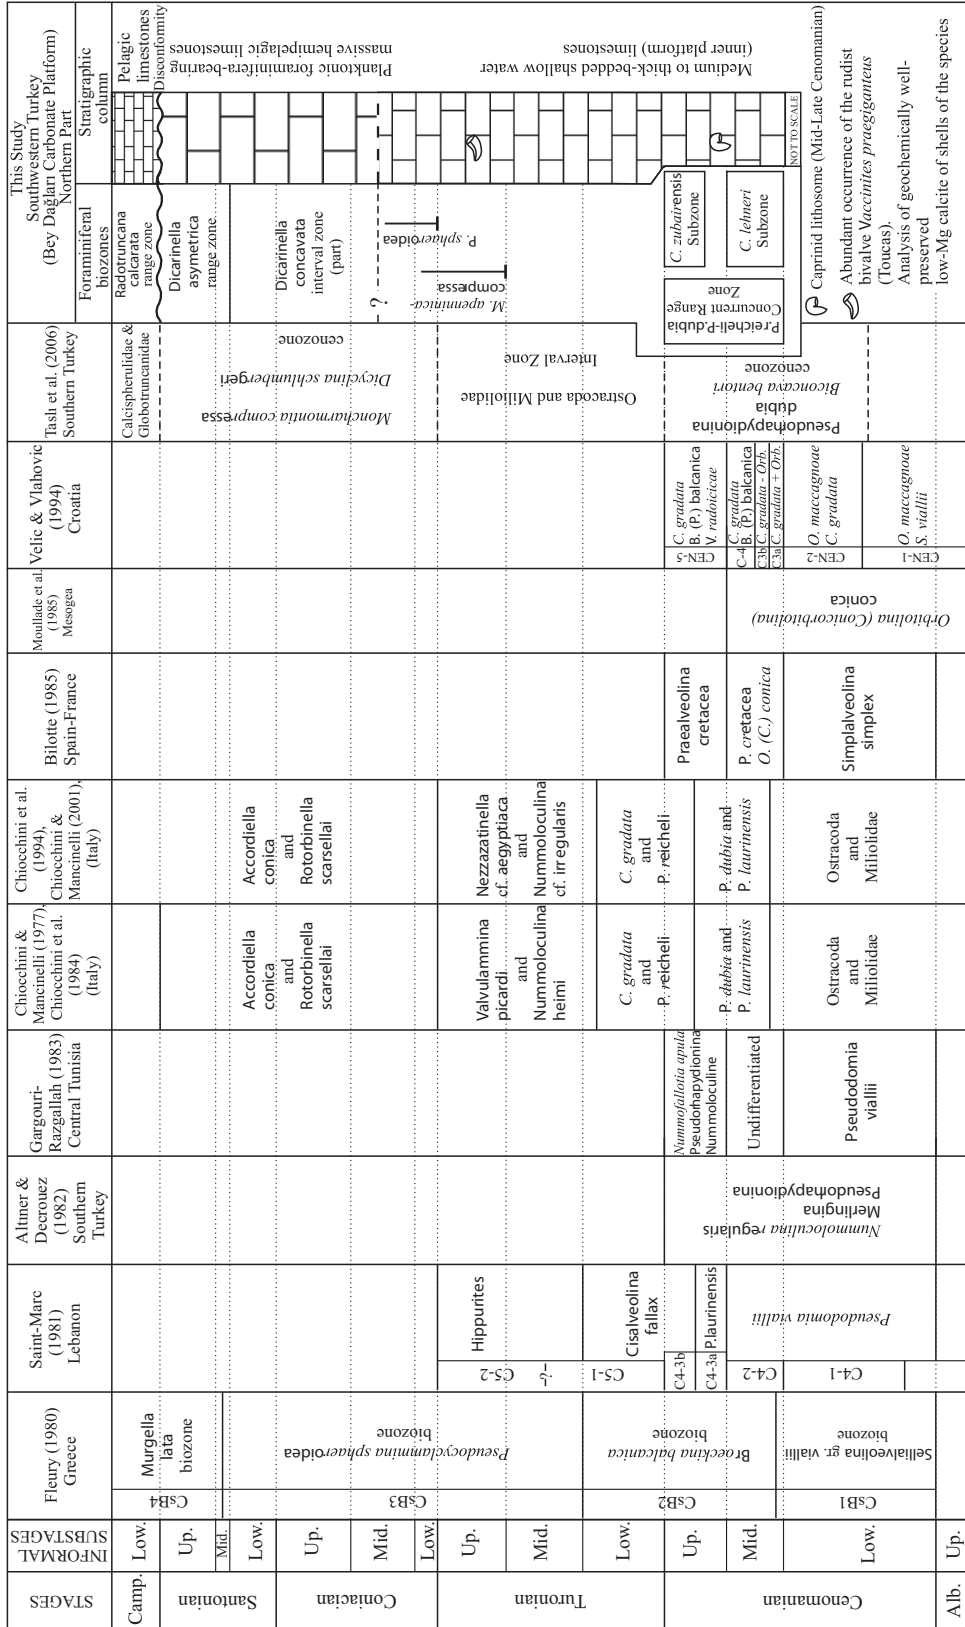 STAGES
INFORMAL
SUBSTAGES
Fleury (1980)
Greece
Saint-Marc
(1981)
Lebanon
Altıner &
Decrouez
(1982)
Southern
Turkey
Gargouri-
Razgallah (1983)
Central Tunisia
Chiocchini &
Mancinelli (1977),
Chiocchini et al.
(1984)
(Italy)
Chiocchini et al.
(1994),
Chiocchini &
Mancinelli (2001),
(Italy)
Bilotte (1985)
Spain-France
Moullade et al.
(1985)
Mesogea
Velic & Vlahovic
(1994)
Croatia
Tasli et al. (2006)
Southern Turkey
This Study
Southwestern Turkey
(Bey Dağları Carbonate Platform)
Northern Part
Foraminiferal
biozones
Stratigraphic
column
Camp.
Santonian
Coniacian
Turonian
Cenomanian
Alb.
Low.
Up.
Mid.
Low.
Up.
Mid.
Low.
Up.
Mid.
Low.
Up.
Mid.
Low.
Up.
CsB4
Murgella
lata
biozone
CsB3
Pseudocyclammina sphaeroidea
biozone
CsB2
Broeckina balcanica
biozone
CsB1
Sellialveolina gr. viallii
biozone
C5-2
-¿-
C5-1
C4-3b
C4-3a
C4-2
C4-1
Hippurites
Cisalveolina
fallax
P.laurinensis
Pseudodomia viallii
Nummoloculina regularis
Merlingina
Pseudorhapydionina
Nummofallotia apula
Pseudorhapydionina
Nummoloculine
Undifferentiated
Pseudodomia
viallii
Accordiella
conica
and
Rotorbinella
scarsellai
Valvulammina
picardi
and
Nummoloculina
heimi
C. gradata
and
P. reicheli
P. dubia and
P. laurinensis
Ostracoda
and
Miliolidae
Accordiella
conica
and
Rotorbinella
scarsellai
Nezzazatinella
cf. aegyptiaca
and
Nummoloculina
cf. irregularis
C. gradata
and
P. reicheli
P. dubia and
P. laurinensis
Ostracoda
and
Miliolidae
Praealveolina
cretacea
P. cretacea
O. (C.) conica
Simplalveolina
simplex
Orbitolina (Conicorbitolina)
conica
CEN-5
C. gradata
B. (P.) balcanica
V. radoicicae
C-4
C. gradata
B. (P.) balcanica
C3b
C. gradata - Orb.
C3a
C. gradata + Orb.
CEN-2
O. maccagnoae
C. gradata
CEN-1
O. maccagnoae
S. viallii
Calcispherulidae &
Globotruncanidae
Moncharmontia compressa
Dicyclina schlumbergeri
cenozone
Ostracoda and Miliolidae
Interval Zone
Pseudorhapydionina
dubia
Biconcava bentori
cenozone
Radotruncana
calcarata
range zone
Dicarinella
asymetrica
range zone
Dicarinella
concavata
interval zone
(part)
?
M. apenninica-
compressa
P. sphaeroidea
P.reicheli-P.dubia
Concurrent Range
Zone
C. zubairensis
Subzone
C. lehneri
Subzone
NOT TO SCALE
Pelagic
limestones
Disconformity
Planktonic foraminifera-bearing
massive hemipelagic limestones
Medium to thick-bedded shallow water
(inner platform) limestones
Caprinid lithosome (Mid-Late Cenomanian)
Abundant occurrence of the rudist
bivalve Vaccinites praegiganteus
(Toucas).
Analysis of geochemically well-
preserved
low-Mg calcite of shells of the species